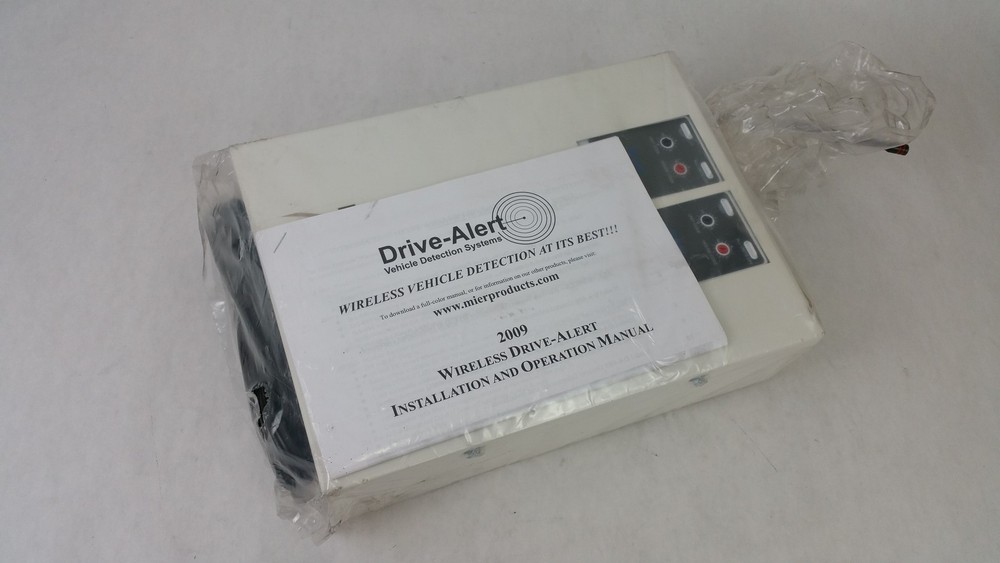 Drive-Alert
Vehicle Detection Systems
WIRELESS VEHICLE DETECTION AT ITS BEST!!!
To download a full-color manual, or for information on our other products, please visit:
www.mierproducts.com
2009
WIRELESS DRIVE-ALERT
INSTALLATION AND OPERATION MANUAL